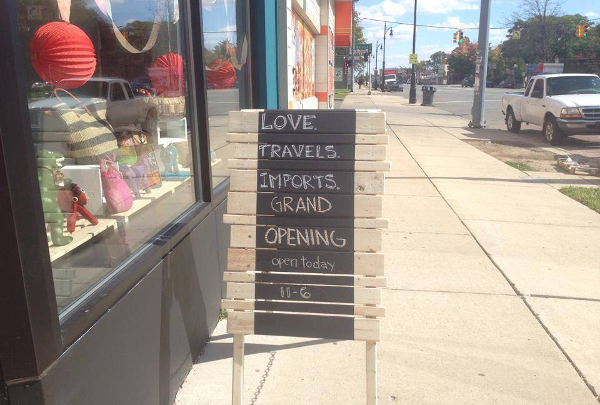 LOVE.
TRAVELS.
IMPORTS.
GRAND
OPENING
open today
11-6